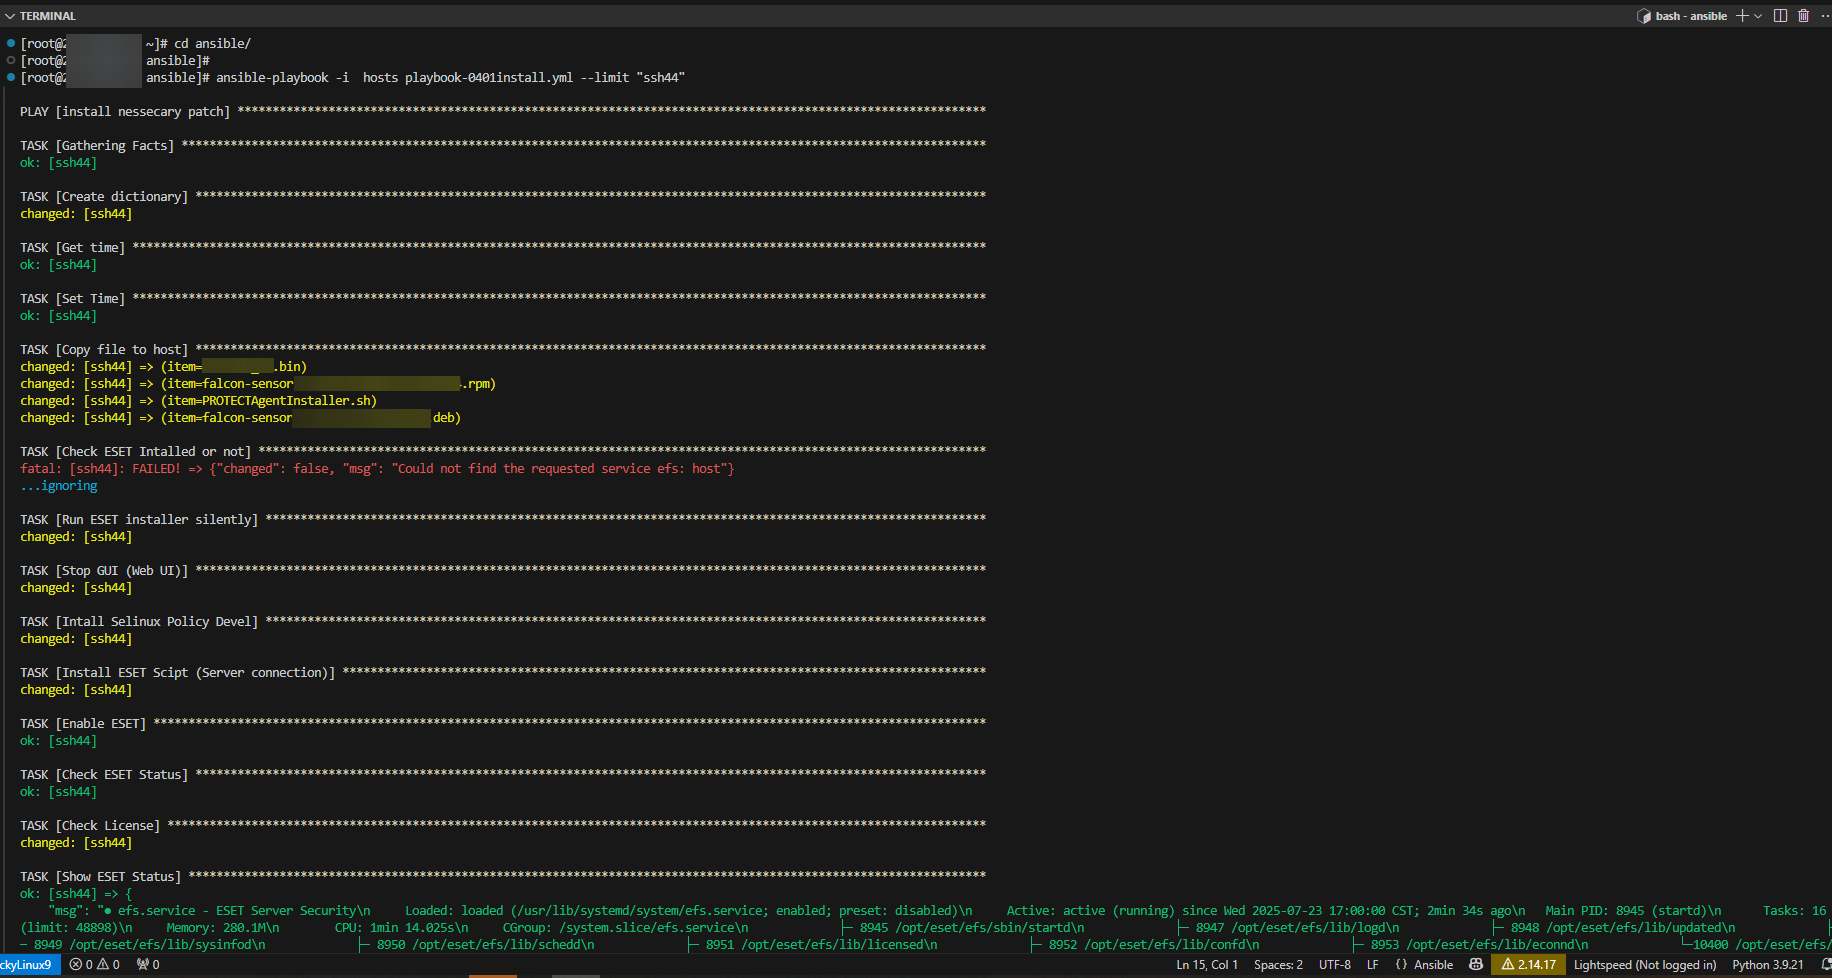 TERMINAL
bash - ansible
[root@2 ~]# cd ansible/
[root@2 ansible]#
[root@2 ansible]# ansible-playbook -i  hosts playbook-0401install.yml --limit "ssh44"
PLAY [install nessecary patch] ***********************************************************************************************************
TASK [Gathering Facts] *******************************************************************************************************************
ok: [ssh44]
TASK [Create dictionary] *****************************************************************************************************************
changed: [ssh44]
TASK [Get time] **************************************************************************************************************************
ok: [ssh44]
TASK [Set Time] **************************************************************************************************************************
ok: [ssh44]
TASK [Copy file to host] *****************************************************************************************************************
changed: [ssh44] => (item= .bin)
changed: [ssh44] => (item=falcon-sensor .rpm)
changed: [ssh44] => (item=PROTECTAgentInstaller.sh)
changed: [ssh44] => (item=falcon-sensor deb)
TASK [Check ESET Intalled or not] ********************************************************************************************************
fatal: [ssh44]: FAILED! => {"changed": false, "msg": "Could not find the requested service efs: host"}
...ignoring
TASK [Run ESET installer silently] *******************************************************************************************************
changed: [ssh44]
TASK [Stop GUI (Web UI)] *****************************************************************************************************************
changed: [ssh44]
TASK [Intall Selinux Policy Devel] *******************************************************************************************************
changed: [ssh44]
TASK [Install ESET Scipt (Server connection)] ********************************************************************************************
changed: [ssh44]
TASK [Enable ESET] ***********************************************************************************************************************
ok: [ssh44]
TASK [Check ESET Status] *****************************************************************************************************************
ok: [ssh44]
TASK [Check License] *********************************************************************************************************************
changed: [ssh44]
TASK [Show ESET Status] ******************************************************************************************************************
ok: [ssh44] => {
"msg": "● efs.service - ESET Server Security\n     Loaded: loaded (/usr/lib/systemd/system/efs.service; enabled; preset: disabled)\n     Active: active (running) since Wed 2025-07-23 17:00:00 CST; 2min 34s ago\n   Main PID: 8945 (startd)\n      Tasks: 16
(limit: 48898)\n     Memory: 280.1M\n        CPU: 1min 14.025s\n     CGroup: /system.slice/efs.service\n             ├─ 8945 /opt/eset/efs/sbin/startd\n             ├─ 8947 /opt/eset/efs/lib/logd\n             ├─ 8948 /opt/eset/efs/lib/updated\n             ├
─ 8949 /opt/eset/efs/lib/sysinfod\n             ├─ 8950 /opt/eset/efs/lib/schedd\n             ├─ 8951 /opt/eset/efs/lib/licensed\n             ├─ 8952 /opt/eset/efs/lib/confd\n             ├─ 8953 /opt/eset/efs/lib/econnd\n             └─10400 /opt/eset/efs/
ckyLinux9 0 0 0 Ln 15, Col 1 Spaces: 2 UTF-8 LF {} Ansible 2.14.17 Lightspeed (Not logged in) Python 3.9.21